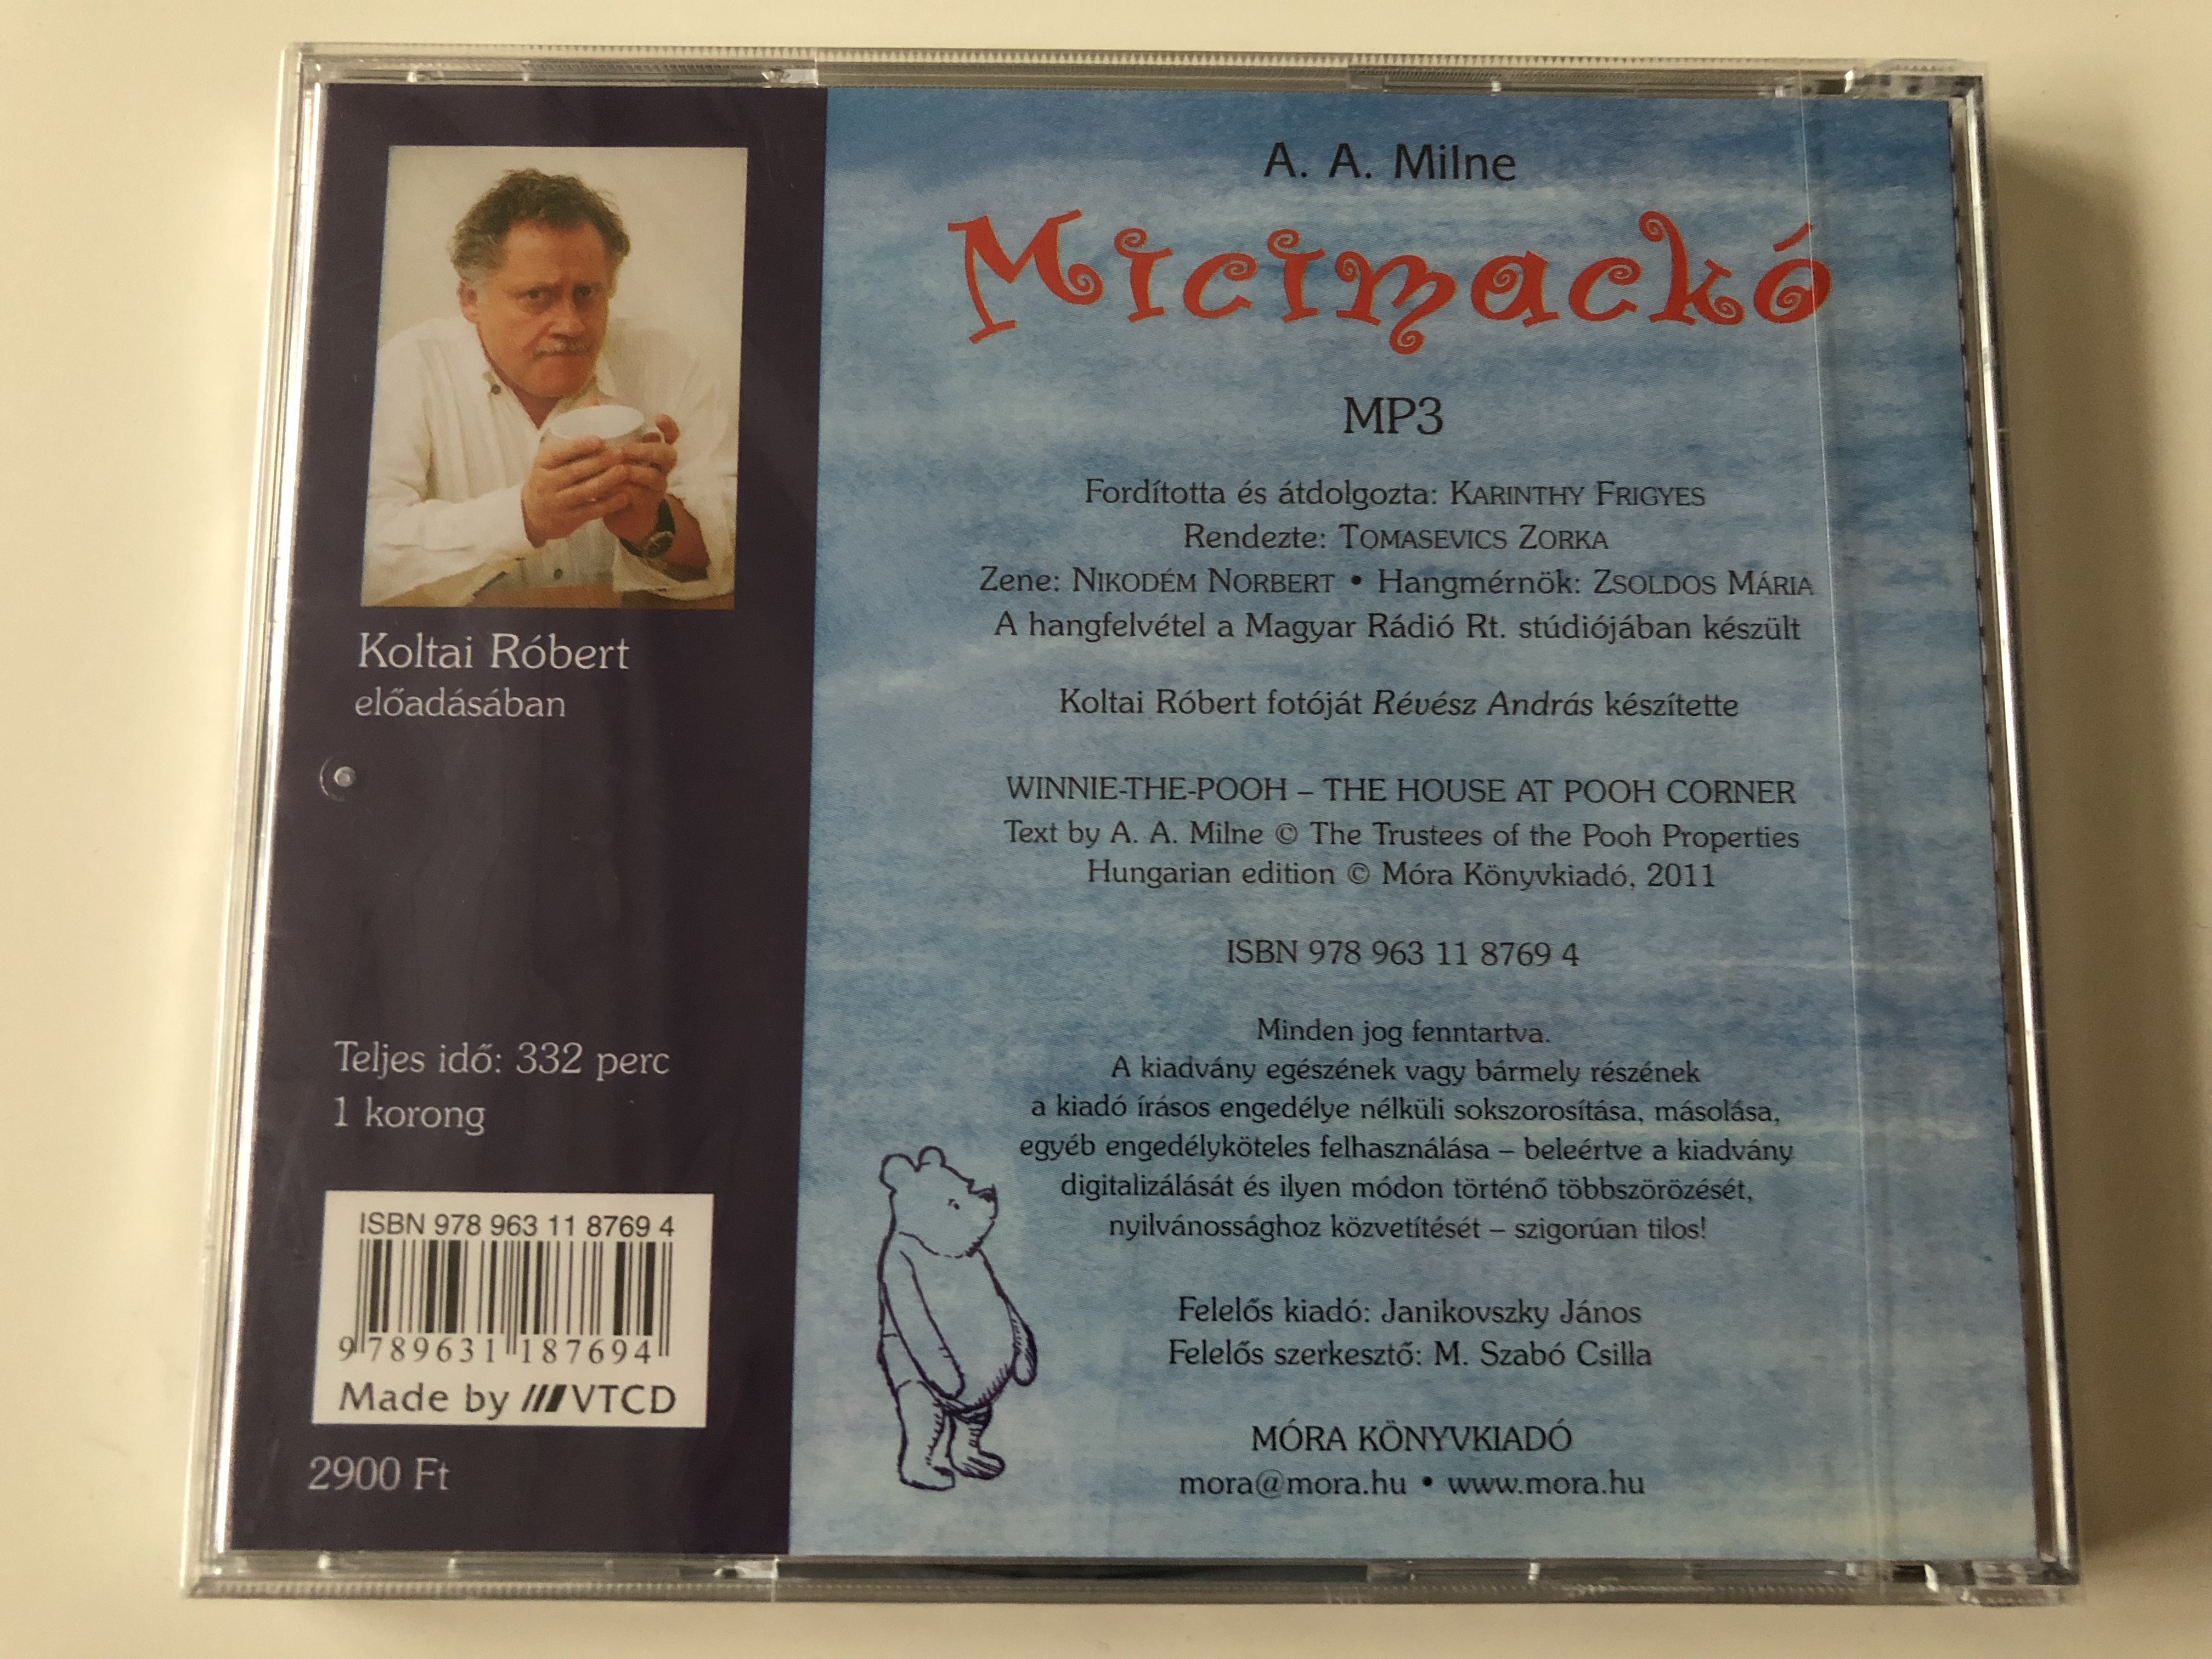 Koltai Róbert
előadásában
Teljes idő: 332 perc
1 korong
ISBN 978 963 11 8769 4
9 789631 187694
Made by VTCD
2900 Ft
A. A. Milne
Micimackó
MP3
Fordította és átdolgozta: KARINTHY FRIGYES
Rendezte: TOMASEVICS ZORKA
Zene: NIKODÉM NORBERT • Hangmérnök: ZSOLDOS MÁRIA
A hangfelvétel a Magyar Rádió Rt. stúdiójában készült
Koltai Róbert fotóját Révész András készítette
WINNIE-THE-POOH – THE HOUSE AT POOH CORNER
Text by A. A. Milne © The Trustees of the Pooh Properties
Hungarian edition © Móra Könyvkiadó, 2011
ISBN 978 963 11 8769 4
Minden jog fenntartva.
A kiadvány egészének vagy bármely részének
a kiadó írásos engedélye nélküli sokszorosítása, másolása,
egyéb engedélyköteles felhasználása – beleértve a kiadvány
digitalizálását és ilyen módon történő többszörözését,
nyilvánossághoz közvetítését – szigorúan tilos!
Felelős kiadó: Janikovszky János
Felelős szerkesztő: M. Szabó Csilla
MÓRA KÖNYVKIADÓ
mora@mora.hu • www.mora.hu